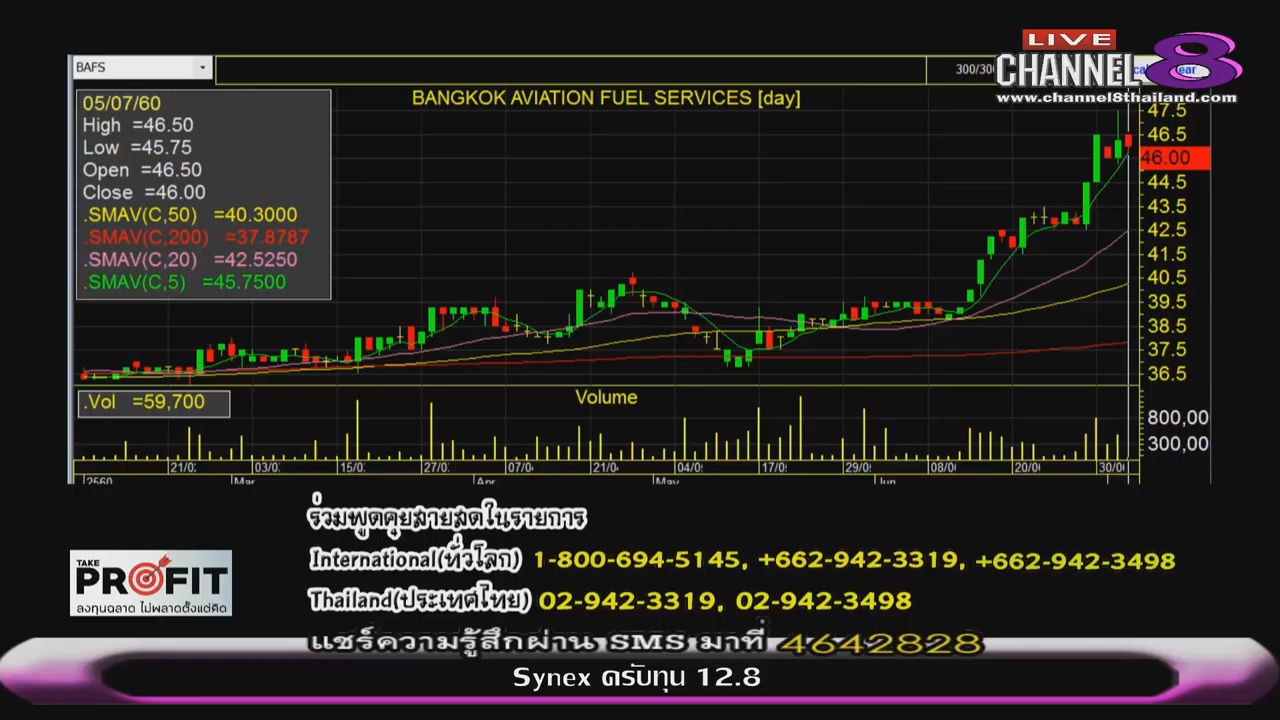 LIVE
CHANNEL 8
www.channel8thailand.com
BAFS
300/300
BANGKOK AVIATION FUEL SERVICES [day]
05/07/60
High =46.50
Low =45.75
Open =46.50
Close =46.00
.SMAV(C,50) =40.3000
.SMAV(C,200) =37.8787
.SMAV(C,20) =42.5250
.SMAV(C,5) =45.7500
47.5
46.5
46.00
44.5
43.5
42.5
41.5
40.5
39.5
38.5
37.5
36.5
.Vol =59,700
Volume
800,00
300,00
21/0 03/0 15/0 27/0 07/0 21/0 04/0 17/0 29/0 08/0 20/0 30/0
2560 Mar Apr May Jun
ร่วมพูดคุยสายสดในรายการ
International(ทั่วโลก) 1-800-694-5145, +662-942-3319, +662-942-3498
Thailand(ประเทศไทย) 02-942-3319, 02-942-3498
TAKE
PROFIT
ลงทุนฉลาด ไม่พลาดตั้งแต่คิด
แชร์ความรู้สึกผ่าน SMS มาที่ 4642828
Synex ครับทุน 12.8